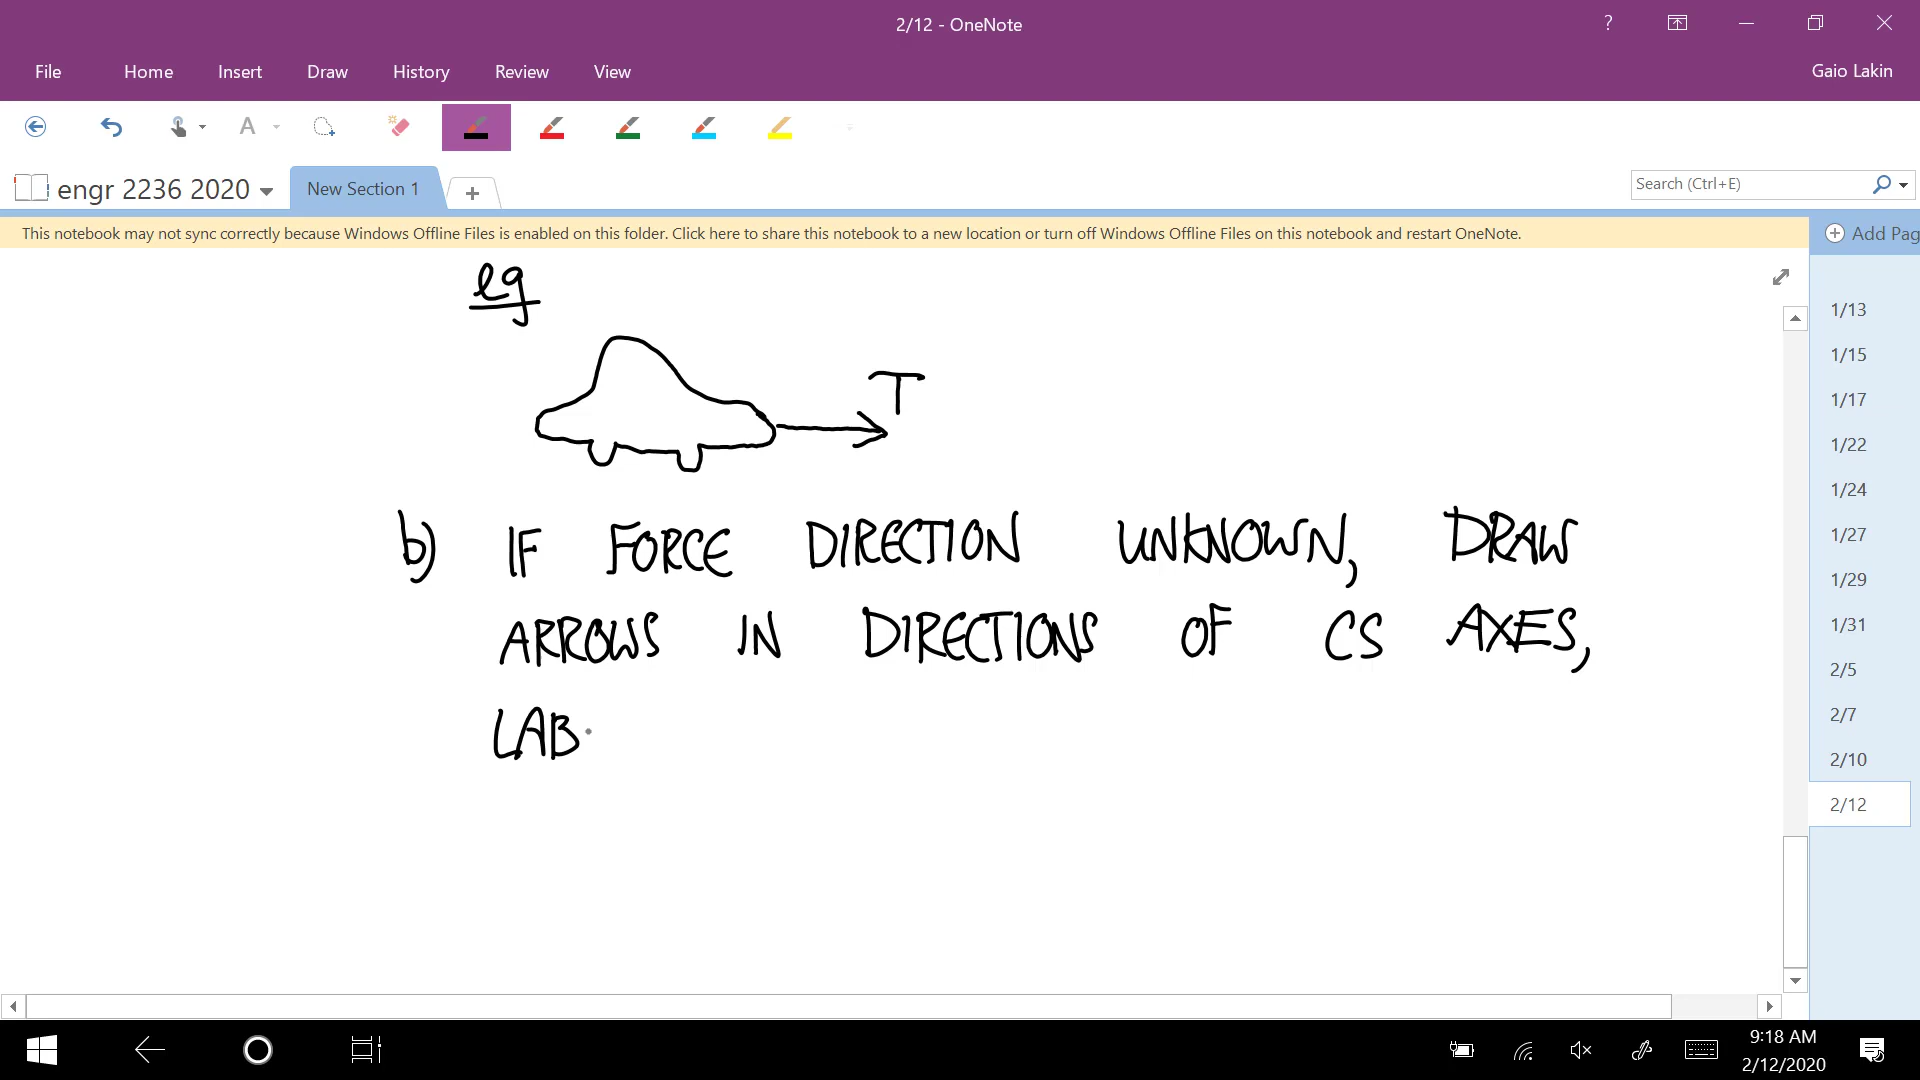 2/12 - OneNote
?
File Home Insert Draw History Review View
Gaio Lakin
A
engr 2236 2020
New Section 1
+
Search (Ctrl+E)
This notebook may not sync correctly because Windows Offline Files is enabled on this folder. Click here to share this notebook to a new location or turn off Windows Offline Files on this notebook and restart OneNote.
Add Pag
eg
T
b) IF FORCE DIRECTION UNKNOWN, DRAW
ARROWS IN DIRECTIONS OF CS AXES,
LAB
1/13
1/15
1/17
1/22
1/24
1/27
1/29
1/31
2/5
2/7
2/10
2/12
9:18 AM
2/12/2020